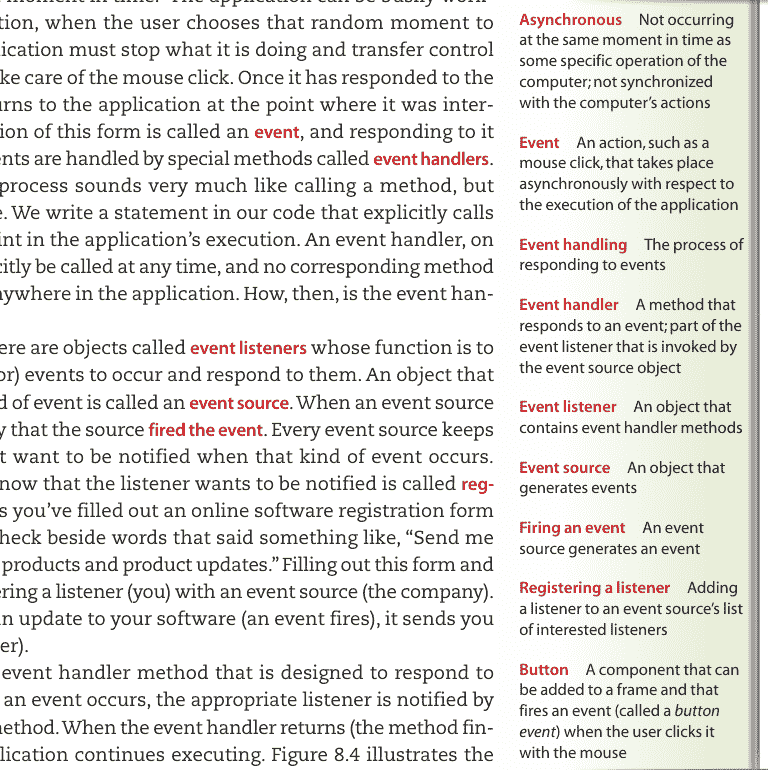 tion, when the user chooses that random moment to
lication must stop what it is doing and transfer control
ke care of the mouse click. Once it has responded to the
urns to the application at the point where it was inter-
ion of this form is called an event, and responding to it
ents are handled by special methods called event handlers.
process sounds very much like calling a method, but
e. We write a statement in our code that explicitly calls
int in the application's execution. An event handler, on
citly be called at any time, and no corresponding method
nywhere in the application. How, then, is the event han-
ere are objects called event listeners whose function is to
or) events to occur and respond to them. An object that
d of event is called an event source. When an event source
y that the source fired the event. Every event source keeps
t want to be notified when that kind of event occurs.
now that the listener wants to be notified is called reg-
s you've filled out an online software registration form
heck beside words that said something like, “Send me
products and product updates.” Filling out this form and
ering a listener (you) with an event source (the company).
n update to your software (an event fires), it sends you
er).
event handler method that is designed to respond to
an event occurs, the appropriate listener is notified by
nethod. When the event handler returns (the method fin-
lication continues executing. Figure 8.4 illustrates the
Asynchronous Not occurring
at the same moment in time as
some specific operation of the
computer; not synchronized
with the computer's actions
Event An action, such as a
mouse click, that takes place
asynchronously with respect to
the execution of the application
Event handling The process of
responding to events
Event handler A method that
responds to an event; part of the
event listener that is invoked by
the event source object
Event listener An object that
contains event handler methods
Event source An object that
generates events
Firing an event An event
source generates an event
Registering a listener Adding
a listener to an event source's list
of interested listeners
Button A component that can
be added to a frame and that
fires an event (called a button
event) when the user clicks it
with the mouse